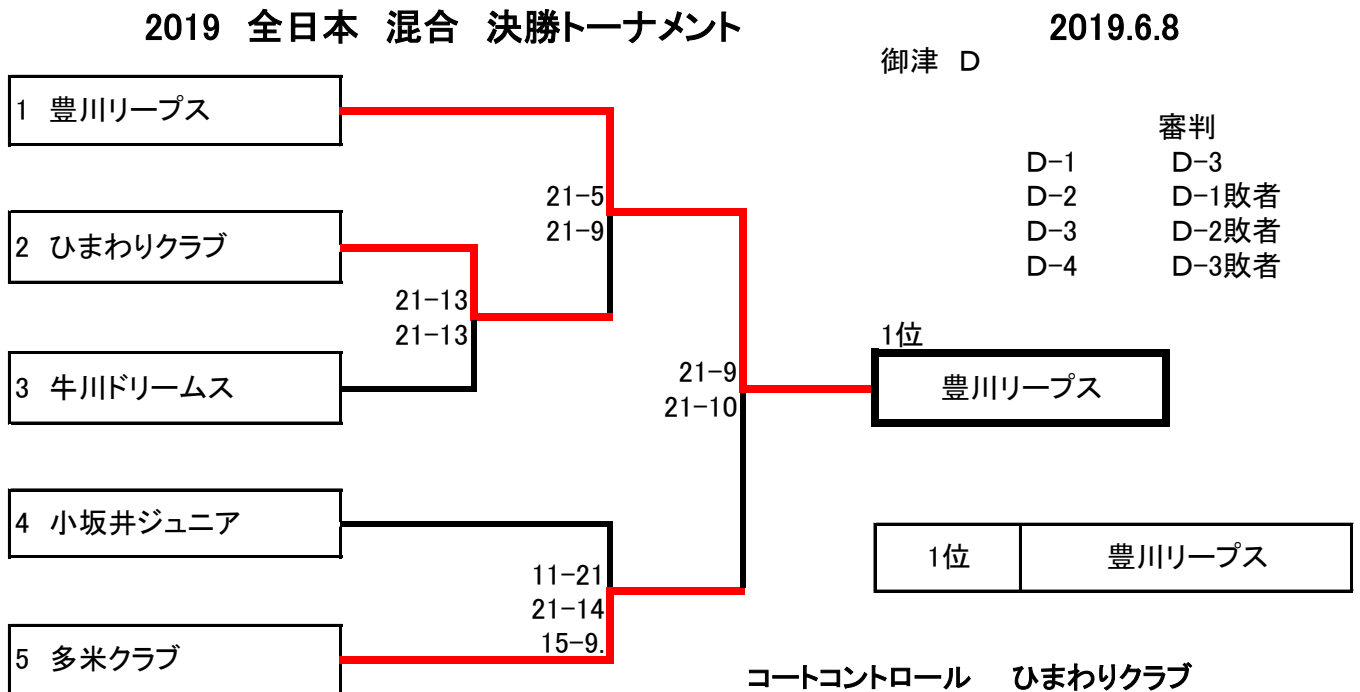 2019 全日本 混合 決勝トーナメント 2019.6.8
御津 D
1 豊川リープス
審判
D-1 D-3
D-2 D-1敗者
D-3 D-2敗者
D-4 D-3敗者
21-5
21-9
2 ひまわりクラブ
21-13
21-13
3 牛川ドリームス
1位
豊川リープス
21-9
21-10
4 小坂井ジュニア
11-21
21-14
15-9.
5 多米クラブ
1位 豊川リープス
コートコントロール ひまわりクラブ